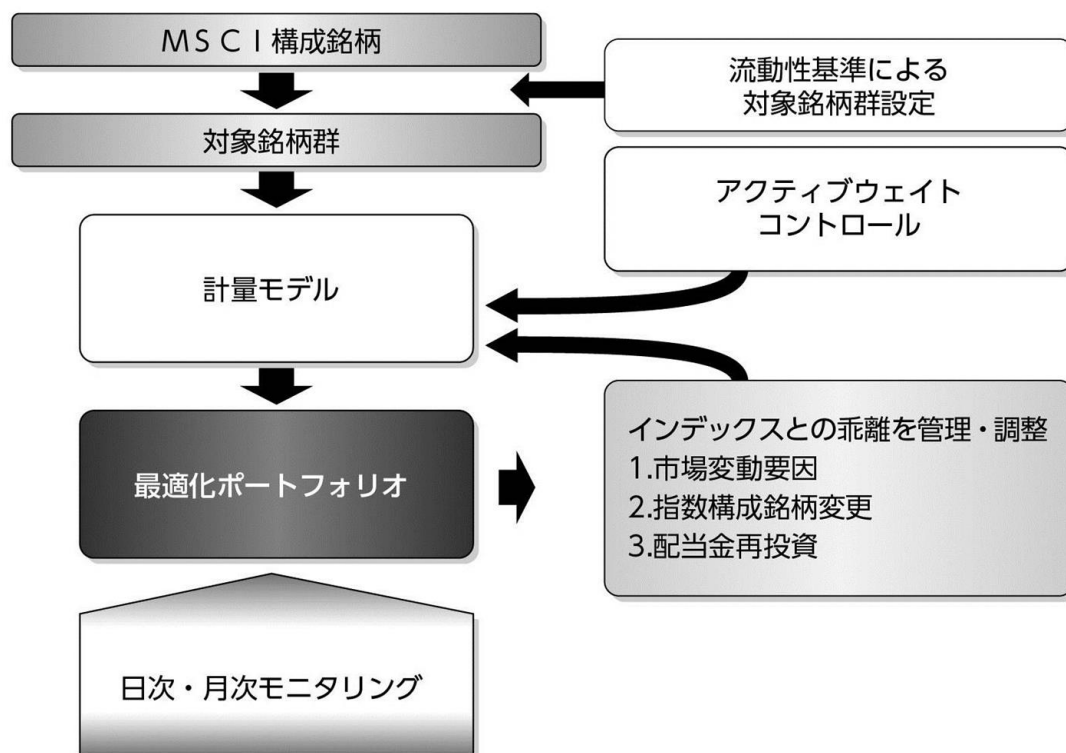 MSCI構成銘柄
流動性基準による
対象銘柄群設定
対象銘柄群
アクティブウェイト
コントロール
計量モデル
最適化ポートフォリオ
インデックスとの乖離を管理・調整
1.市場変動要因
2.指数構成銘柄変更
3.配当金再投資
日次・月次モニタリング